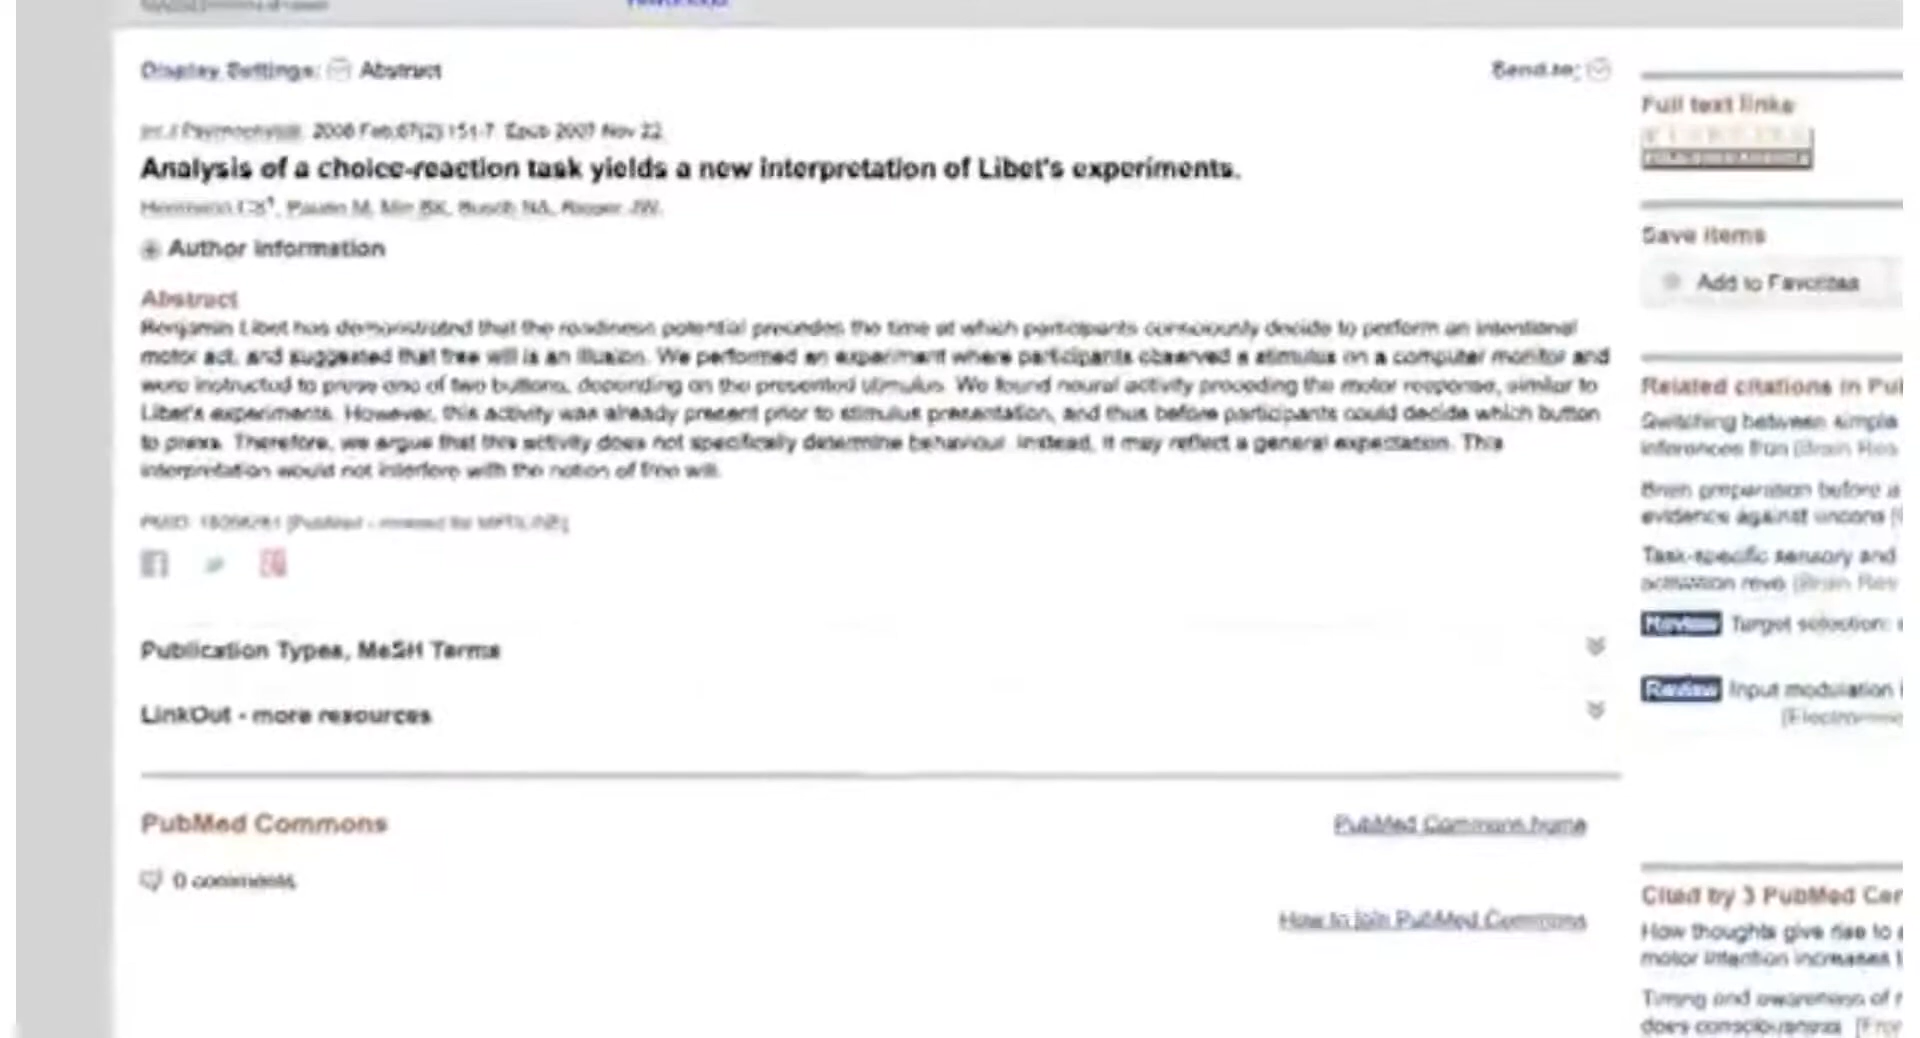 Display Settings: Abstract
Send to:
2008 Feb;67(2):151-7. Epub 2007 Nov 22.
Analysis of a choice-reaction task yields a new interpretation of Libet's experiments.
Author information
Abstract
Benjamin Libet has demonstrated that the readiness potential precedes the time at which participants consciously decide to perform an intentional
motor act, and suggested that free will is an illusion. We performed an experiment where participants observed a stimulus on a computer monitor and
were instructed to press one of two buttons, depending on the presented stimulus. We found neural activity preceding the motor response, similar to
Libet's experiments. However, this activity was already present prior to stimulus presentation, and thus before participants could decide which button
to press. Therefore, we argue that this activity does not specifically determine behaviour. Instead, it may reflect a general expectation. This
interpretation would not interfere with the notion of free will.
Publication Types, MeSH Terms
LinkOut - more resources
PubMed Commons
PubMed Commons home
0 comments
How to join PubMed Commons
Full text links
Save items
Add to Favorites
Related citations in Pu
Switching between simple
inferences
Brain preparation before a
evidence against
Task-specific sensory and
activation
Review Target selection:
Review Input modulation
Cited by 3 PubMed Cer
How thoughts give rise to
motor intention increases
Timing and awareness of
does consciousness